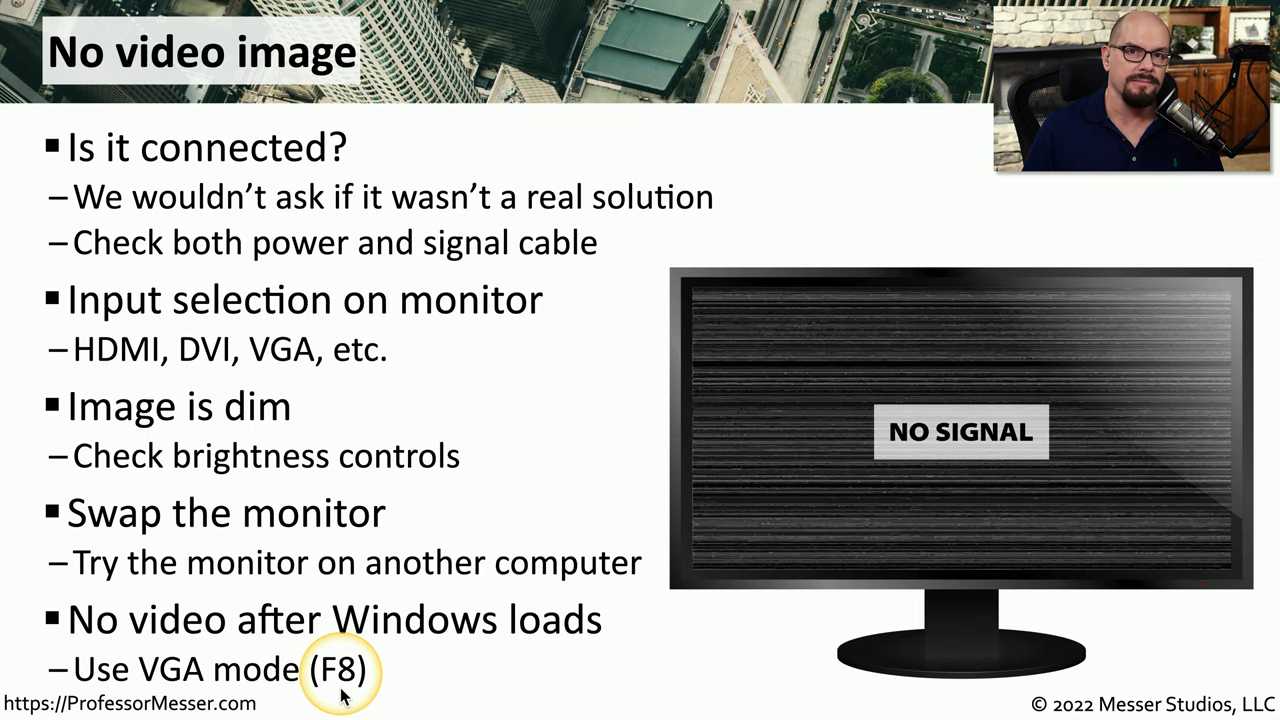 No video image
▪ Is it connected?
– We wouldn't ask if it wasn't a real solution
– Check both power and signal cable
▪ Input selection on monitor
– HDMI, DVI, VGA, etc.
▪ Image is dim
– Check brightness controls
▪ Swap the monitor
– Try the monitor on another computer
▪ No video after Windows loads
– Use VGA mode (F8)
NO SIGNAL
https://ProfessorMesser.com
© 2022 Messer Studios, LLC